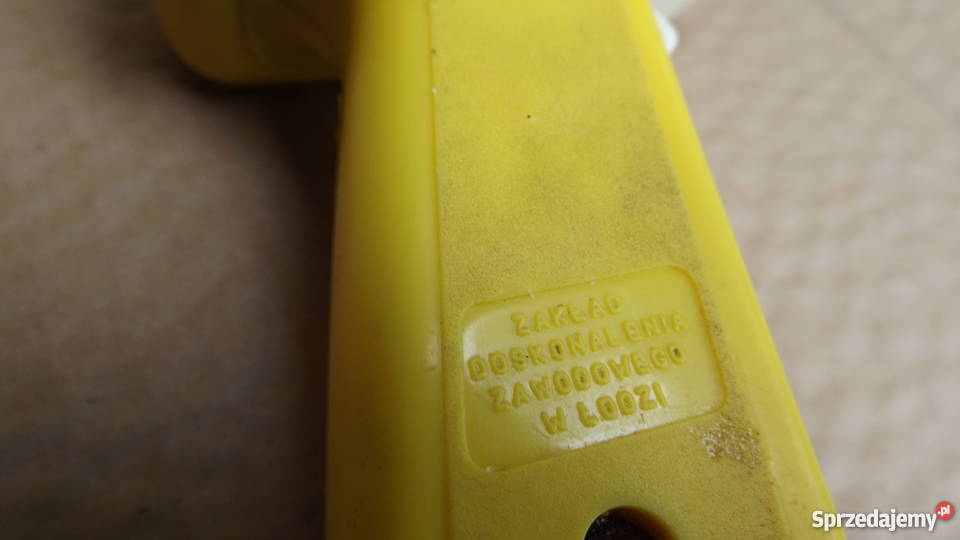 ZAKŁAD
DOSKONALENIA
ZAWODOWEGO
W ŁODZI
Sprzedajemy.pl